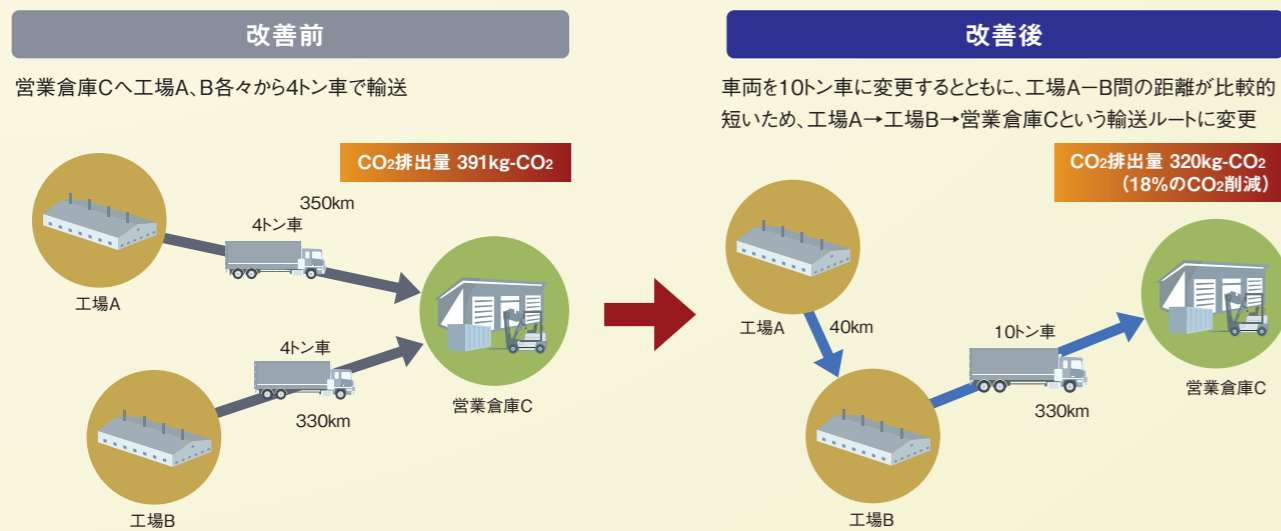 改善前
営業倉庫Cへ工場A、B各々から4トン車で輸送
CO₂排出量 391kg-CO₂
350km
4トン車
工場A
4トン車
330km
営業倉庫C
工場B
改善後
車両を10トン車に変更するとともに、工場A－B間の距離が比較的
短いため、工場A→工場B→営業倉庫Cという輸送ルートに変更
CO₂排出量 320kg-CO₂
（18%のCO₂削減）
工場A
40km
10トン車
330km
営業倉庫C
工場B